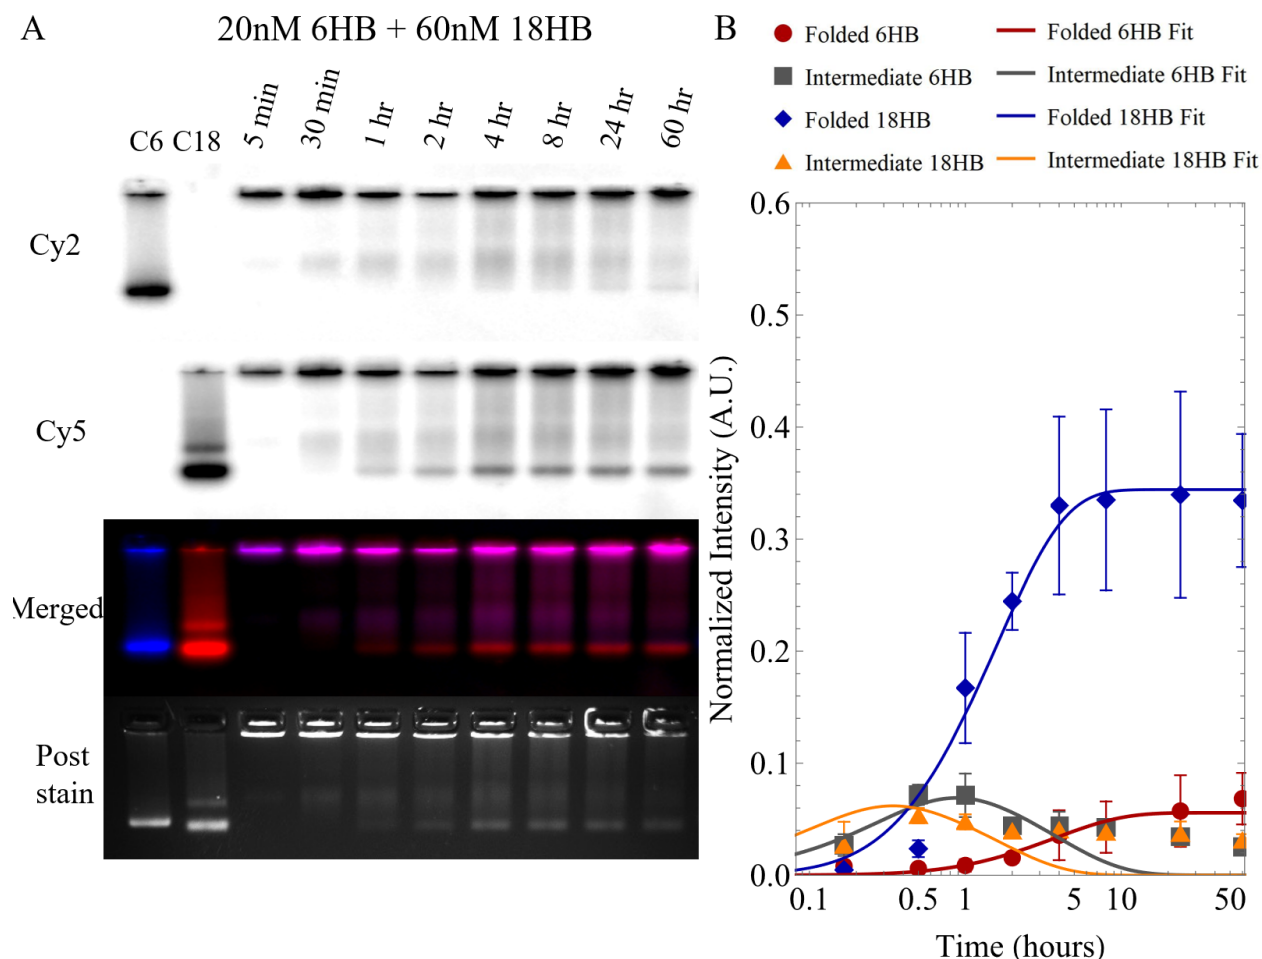 A
20nM 6HB + 60nM 18HB
C6 C18 5 min 30 min 1 hr 2 hr 4 hr 8 hr 24 hr 60 hr
Cy2
Cy5
Merged
Post
stain
B
Folded 6HB
Folded 6HB Fit
Intermediate 6HB
Intermediate 6HB Fit
Folded 18HB
Folded 18HB Fit
Intermediate 18HB
Intermediate 18HB Fit
Normalized Intensity (A.U.)
0.6
0.5
0.4
0.3
0.2
0.1
0.0
0.1 0.5 1 5 10 50
Time (hours)